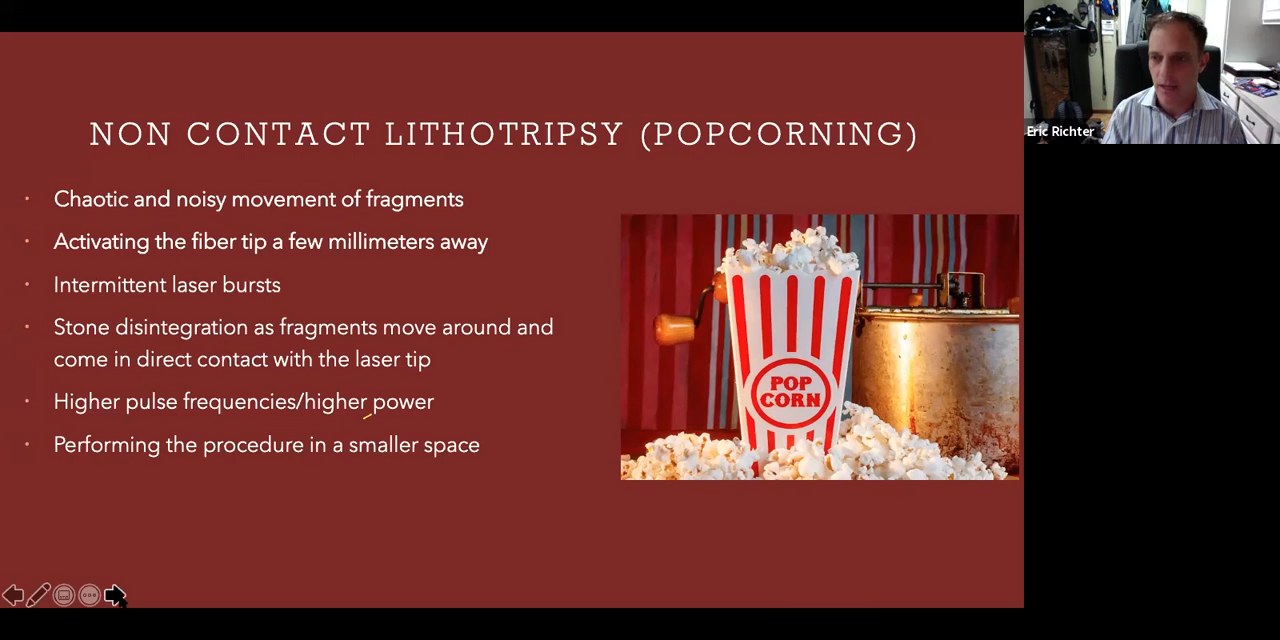 NON CONTACT LITHOTRIPSY (POPCORNING)
· Chaotic and noisy movement of fragments
· Activating the fiber tip a few millimeters away
· Intermittent laser bursts
· Stone disintegration as fragments move around and
come in direct contact with the laser tip
· Higher pulse frequencies/higher power
· Performing the procedure in a smaller space
POP
CORN
Eric Richter